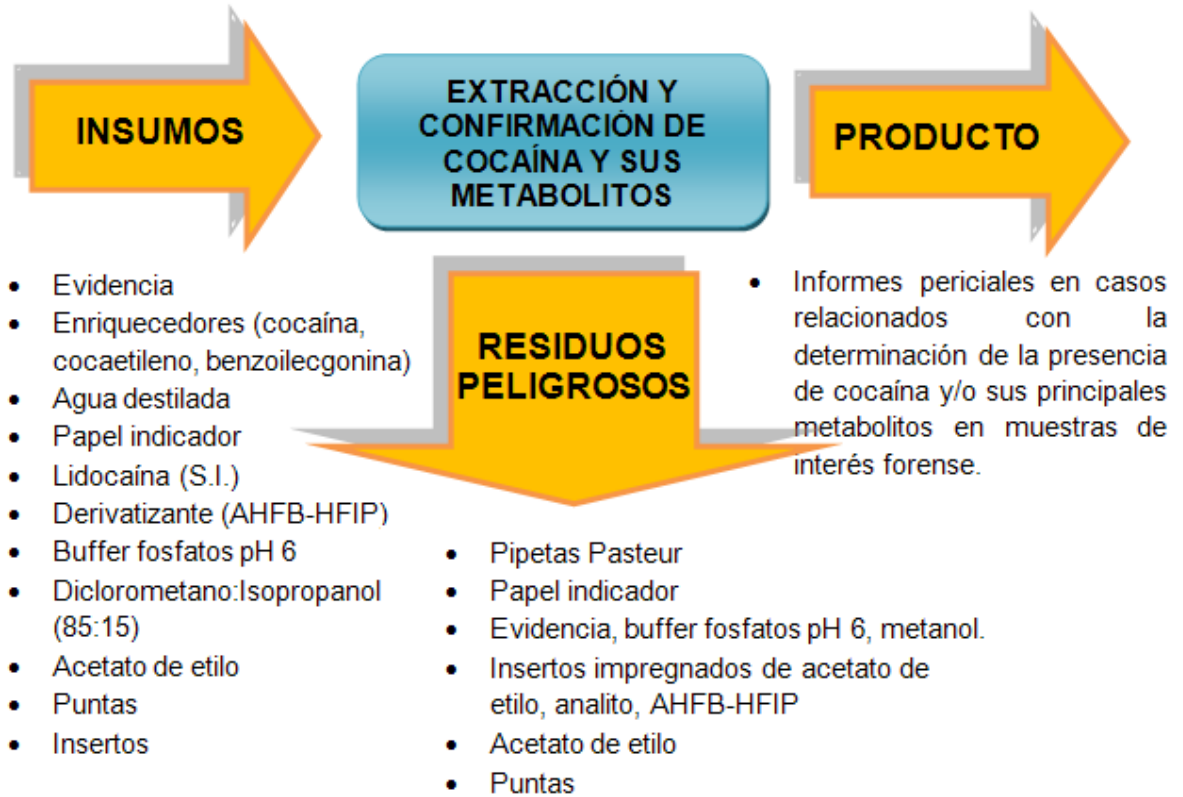 INSUMOS
EXTRACCIÓN Y
CONFIRMACIÓN DE
COCAÍNA Y SUS
METABOLITOS
PRODUCTO
• Evidencia
• Enriquecedores (cocaína,
cocaetileno, benzoilecgonina)
• Agua destilada
• Papel indicador
• Lidocaína (S.I.)
• Derivatizante (AHFB-HFIP)
• Buffer fosfatos pH 6
• Diclorometano:Isopropanol
(85:15)
• Acetato de etilo
• Puntas
• Insertos
RESIDUOS
PELIGROSOS
• Pipetas Pasteur
• Papel indicador
• Evidencia, buffer fosfatos pH 6, metanol.
• Insertos impregnados de acetato de
etilo, analito, AHFB-HFIP
• Acetato de etilo
• Puntas
• Informes periciales en casos
relacionados con la
determinación de la presencia
de cocaína y/o sus principales
metabolitos en muestras de
interés forense.